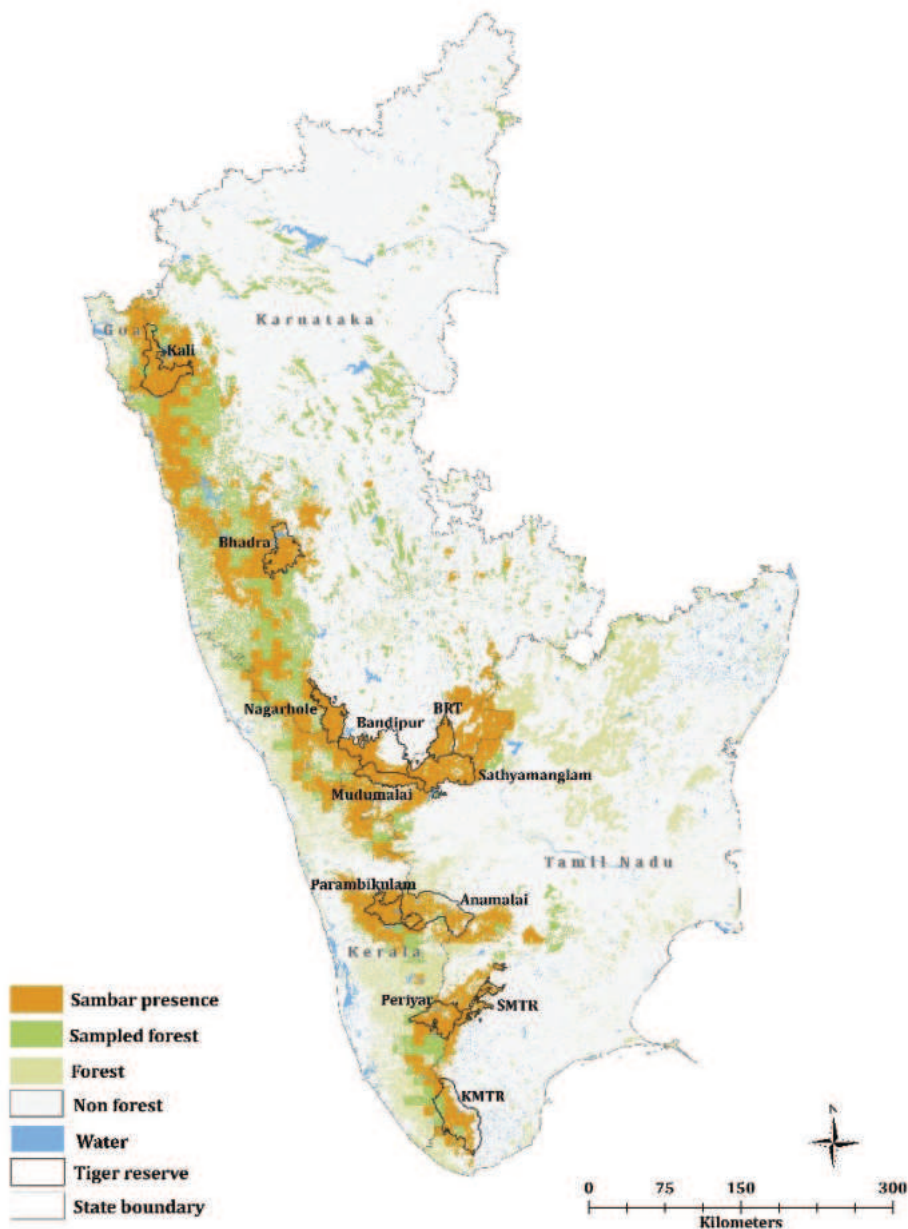 Karnataka
Goa
Kali
Bhadra
Nagarhole
Bandipur
BRT
Sathyamanglam
Mudumalai
Tamil Nadu
Parambikulam
Anamalai
Kerala
Periyar
SMTR
KMTR
Sambar presence
Sampled forest
Forest
Non forest
Water
Tiger reserve
State boundary
N
0 75 150 300
Kilometers